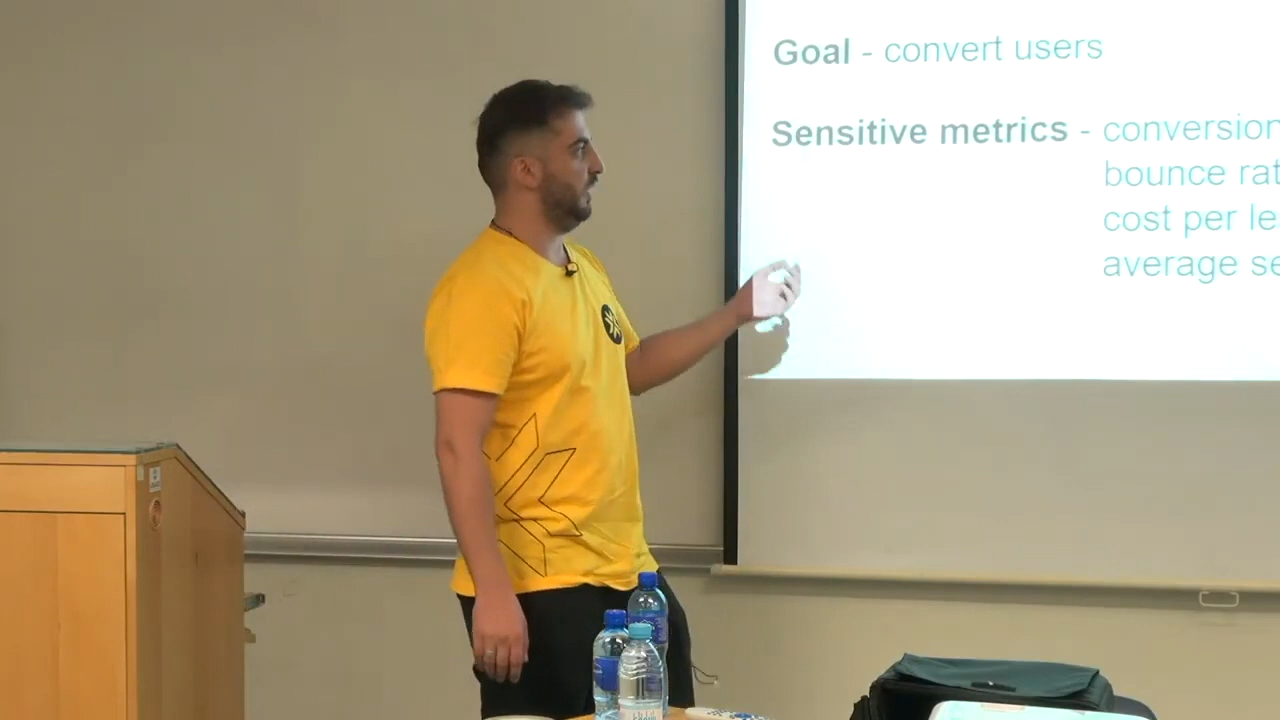 Goal - convert users
Sensitive metrics - conversion
bounce rat
cost per le
average se